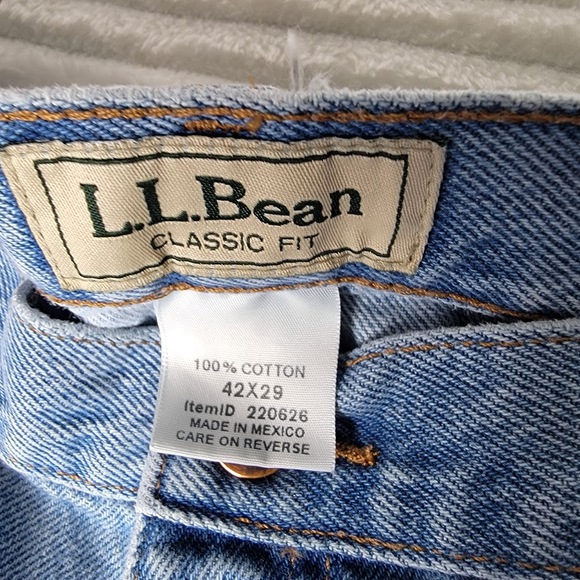 L.L.Bean
CLASSIC FIT
100% COTTON
42X29
ItemID 220626
MADE IN MEXICO
CARE ON REVERSE